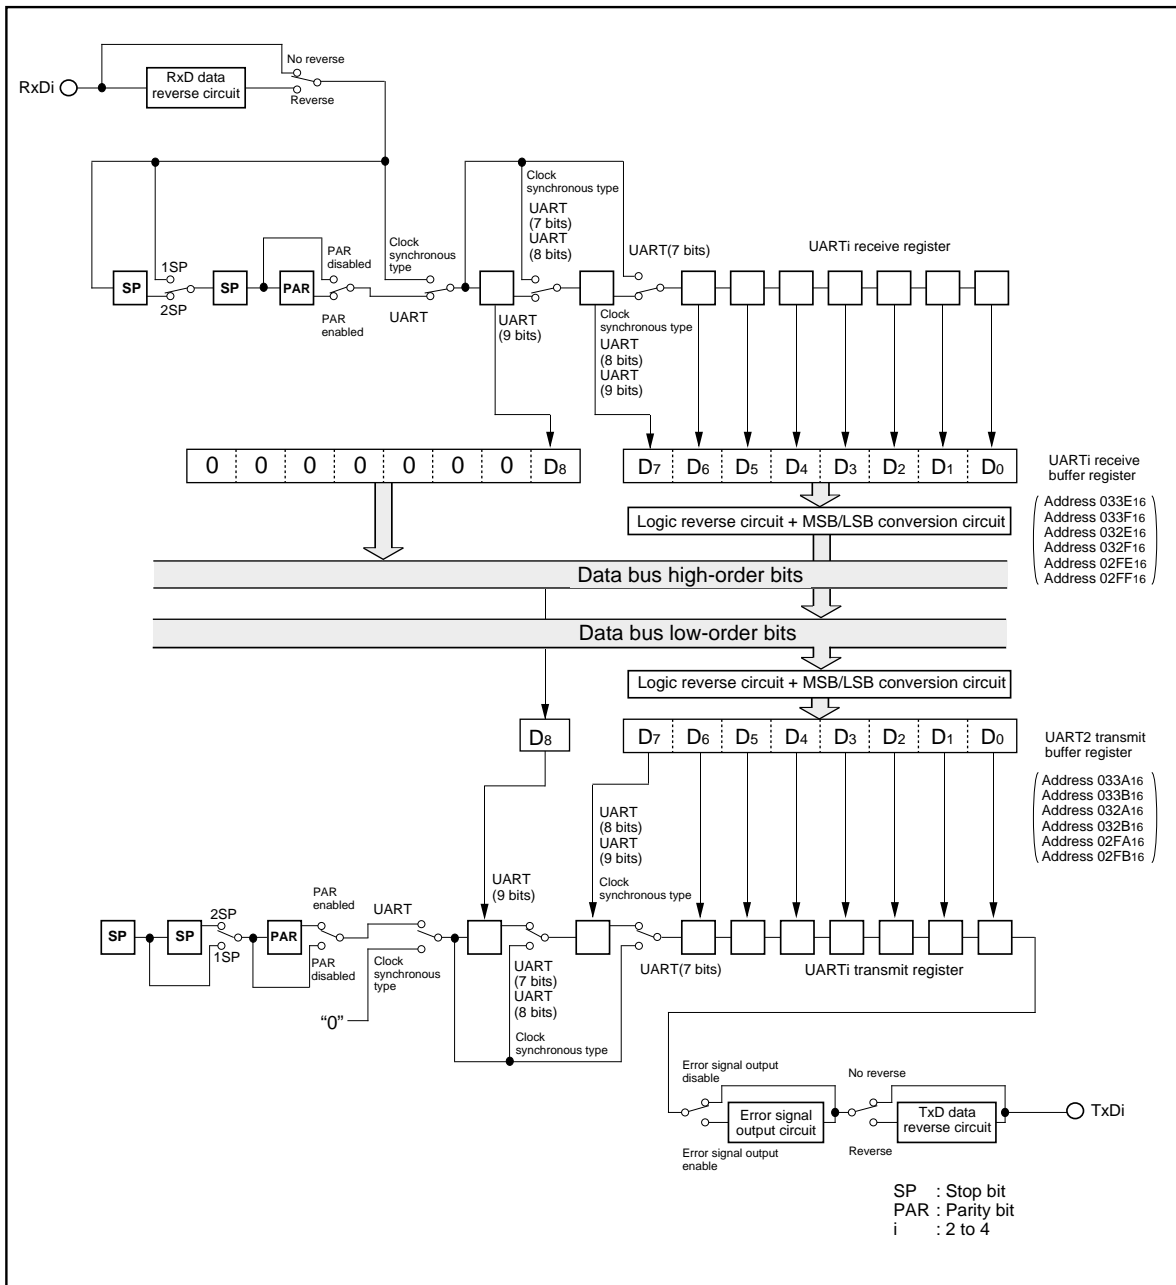 RxDi
RxD data
reverse circuit
No reverse
Reverse
1SP
2SP
SP
SP
PAR
PAR
disabled
PAR
enabled
Clock
synchronous
type
UART
Clock
synchronous type
UART
(7 bits)
UART
(8 bits)
UART
(9 bits)
UART(7 bits)
Clock
synchronous type
UART
(8 bits)
UART
(9 bits)
UARTi receive register
0 0 0 0 0 0 0 D8
D7 D6 D5 D4 D3 D2 D1 D0
UARTi receive
buffer register
Address 033E16
Address 033F16
Address 032E16
Address 032F16
Address 02FE16
Address 02FF16
Logic reverse circuit + MSB/LSB conversion circuit
Data bus high-order bits
Data bus low-order bits
Logic reverse circuit + MSB/LSB conversion circuit
D8
D7 D6 D5 D4 D3 D2 D1 D0
UART2 transmit
buffer register
Address 033A16
Address 033B16
Address 032A16
Address 032B16
Address 02FA16
Address 02FB16
UART
(8 bits)
UART
(9 bits)
Clock
synchronous type
UART
(9 bits)
SP
SP
2SP
1SP
PAR
PAR
enabled
PAR
disabled
UART
Clock
synchronous
type
“0”
UART
(7 bits)
UART
(8 bits)
Clock
synchronous type
UART(7 bits)
UARTi transmit register
Error signal output
disable
Error signal output
enable
Error signal
output circuit
No reverse
Reverse
TxD data
reverse circuit
TxDi
SP : Stop bit
PAR : Parity bit
i : 2 to 4